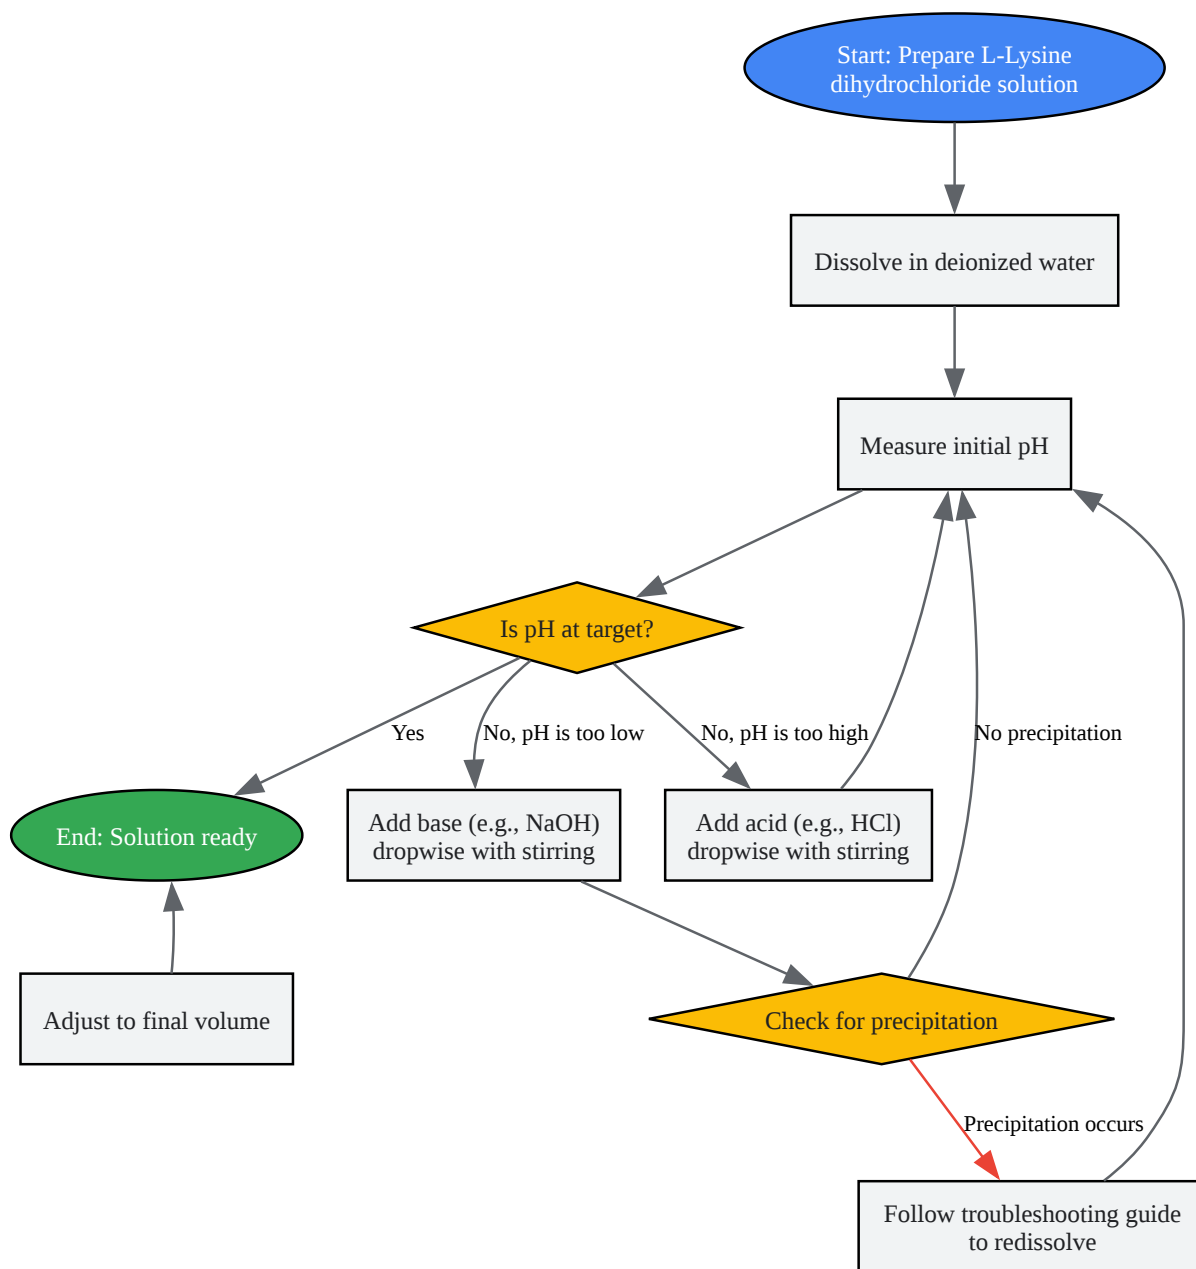 Start: Prepare L-Lysine
dihydrochloride solution
Dissolve in deionized water
Measure initial pH
Is pH at target?
Yes
No, pH is too low
No, pH is too high
No precipitation
End: Solution ready
Add base (e.g., NaOH)
dropwise with stirring
Add acid (e.g., HCl)
dropwise with stirring
Adjust to final volume
Check for precipitation
Precipitation occurs
Follow troubleshooting guide
to redissolve